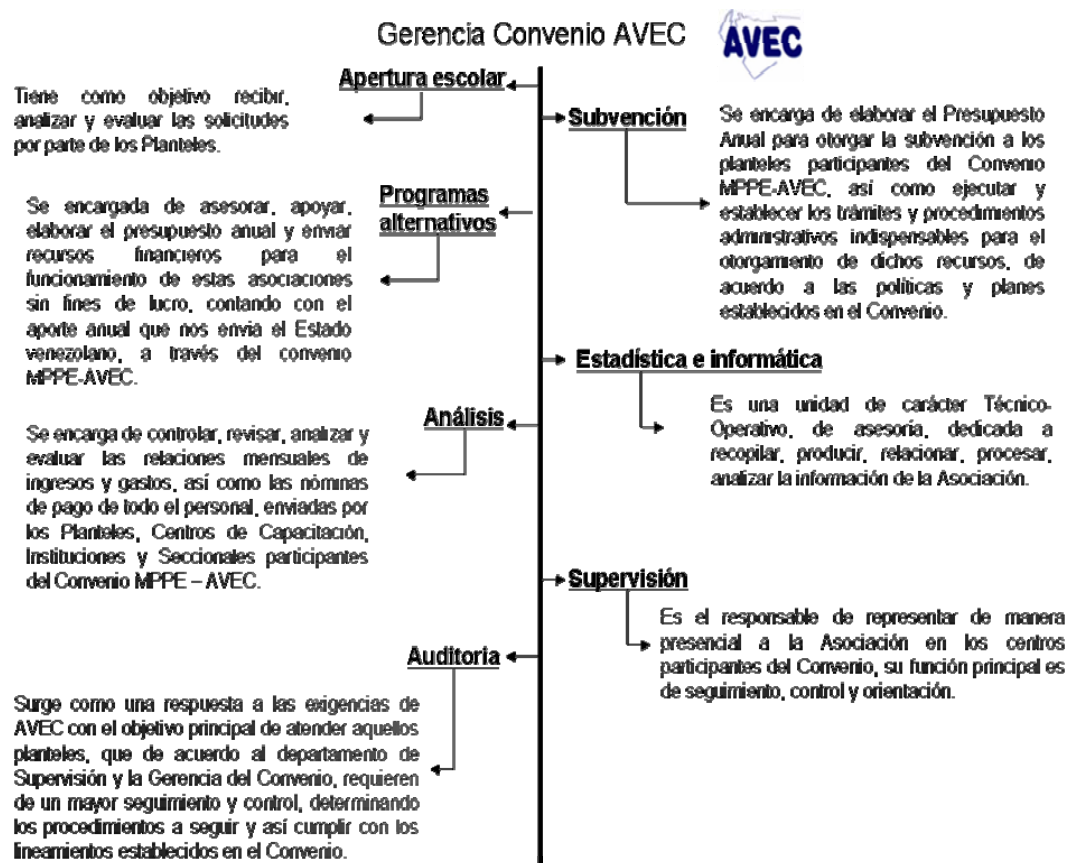 Gerencia Convenio AVEC
AVEC
Apertura escolar
Tiene como objetivo recibir,
analizar y evaluar las solicitudes
por parte de los Planteles.
Subvención
Se encarga de elaborar el Presupuesto
Anual para otorgar la subvención a los
planteles participantes del Convenio
MPPE-AVEC, así como ejecutar y
establecer los trámites y procedimientos
administrativos indispensables para el
otorgamiento de dichos recursos, de
acuerdo a las políticas y planes
establecidos en el Convenio.
Programas
alternativos
Se encargada de asesorar, apoyar,
elaborar el presupuesto anual y enviar
recursos financieros para el
funcionamiento de estas asociaciones
sin fines de lucro, contando con el
aporte anual que nos envia el Estado
venezolano, a través del convenio
MPPE-AVEC.
Estadística e informática
Es una unidad de carácter Técnico-
Operativo, de asesoria, dedicada a
recopilar, producir, relacionar, procesar,
analizar la información de la Asociación.
Análisis
Se encarga de controlar, revisar, analizar y
evaluar las relaciones mensuales de
ingresos y gastos, así como las nóminas
de pago de todo el personal, enviadas por
los Planteles, Centros de Capacitación,
Instituciones y Seccionales participantes
del Convenio MPPE – AVEC.
Supervisión
Es el responsable de representar de manera
presencial a la Asociación en los centros
participantes del Convenio, su función principal es
de seguimiento, control y orientación.
Auditoria
Surge como una respuesta a las exigencias de
AVEC con el objetivo principal de atender aquellos
planteles, que de acuerdo al departamento de
Supervisión y la Gerencia del Convenio, requieren
de un mayor seguimiento y control, determinando
los procedimientos a seguir y así cumplir con los
lineamientos establecidos en el Convenio.